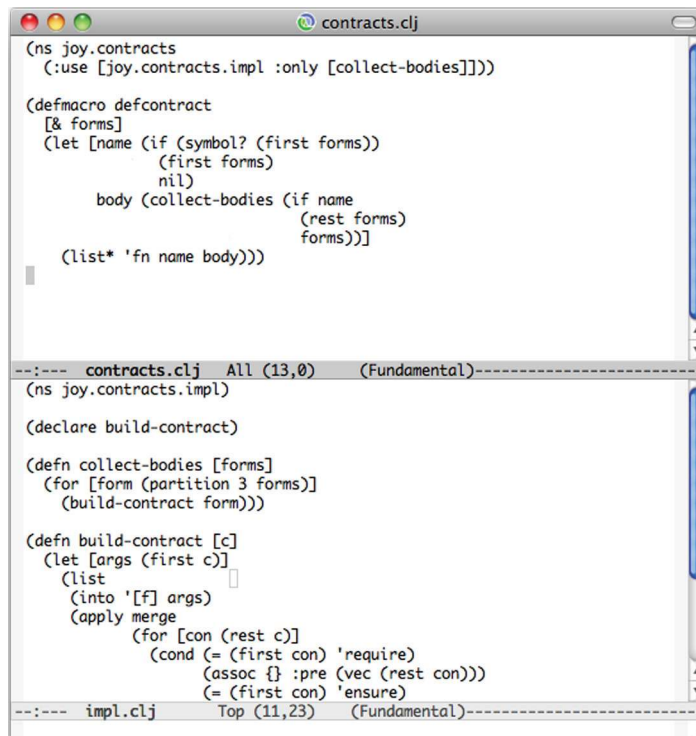 contracts.clj
(ns joy.contracts
  (:use [joy.contracts.impl :only [collect-bodies]]))
(defmacro defcontract
  [& forms]
  (let [name (if (symbol? (first forms))
               (first forms)
               nil)
        body (collect-bodies (if name
                               (rest forms)
                               forms))]
    (list* 'fn name body)))
--:---  contracts.clj   All (13,0)     (Fundamental)-------------------------
(ns joy.contracts.impl)
(declare build-contract)
(defn collect-bodies [forms]
  (for [form (partition 3 forms)]
    (build-contract form)))
(defn build-contract [c]
  (let [args (first c)]
    (list
     (into '[f] args)
     (apply merge
            (for [con (rest c)]
              (cond (= (first con) 'require)
                    (assoc {} :pre (vec (rest con)))
                    (= (first con) 'ensure)
--:---  impl.clj       Top (11,23)    (Fundamental)--------------------------